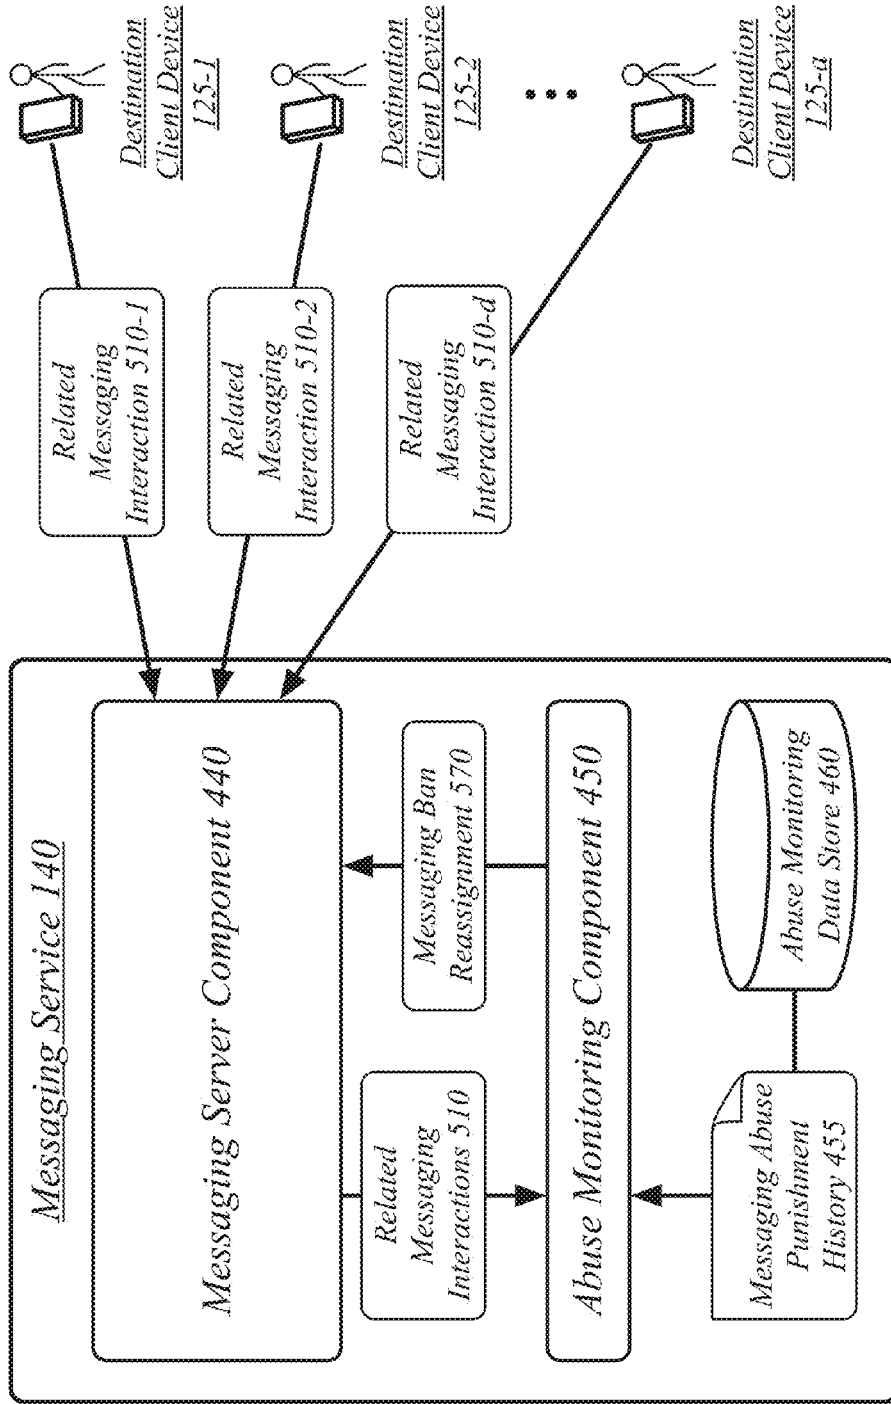 Messaging Service 140
Messaging Server Component 440
Related
Messaging
Interactions 510
Messaging Ban
Reassignment 570
Abuse Monitoring Component 450
Messaging Abuse
Punishment
History 455
Abuse Monitoring
Data Store 460
Related
Messaging
Interaction 510-1
Related
Messaging
Interaction 510-2
Related
Messaging
Interaction 510-d
Destination
Client Device
125-1
Destination
Client Device
125-2
Destination
Client Device
125-a